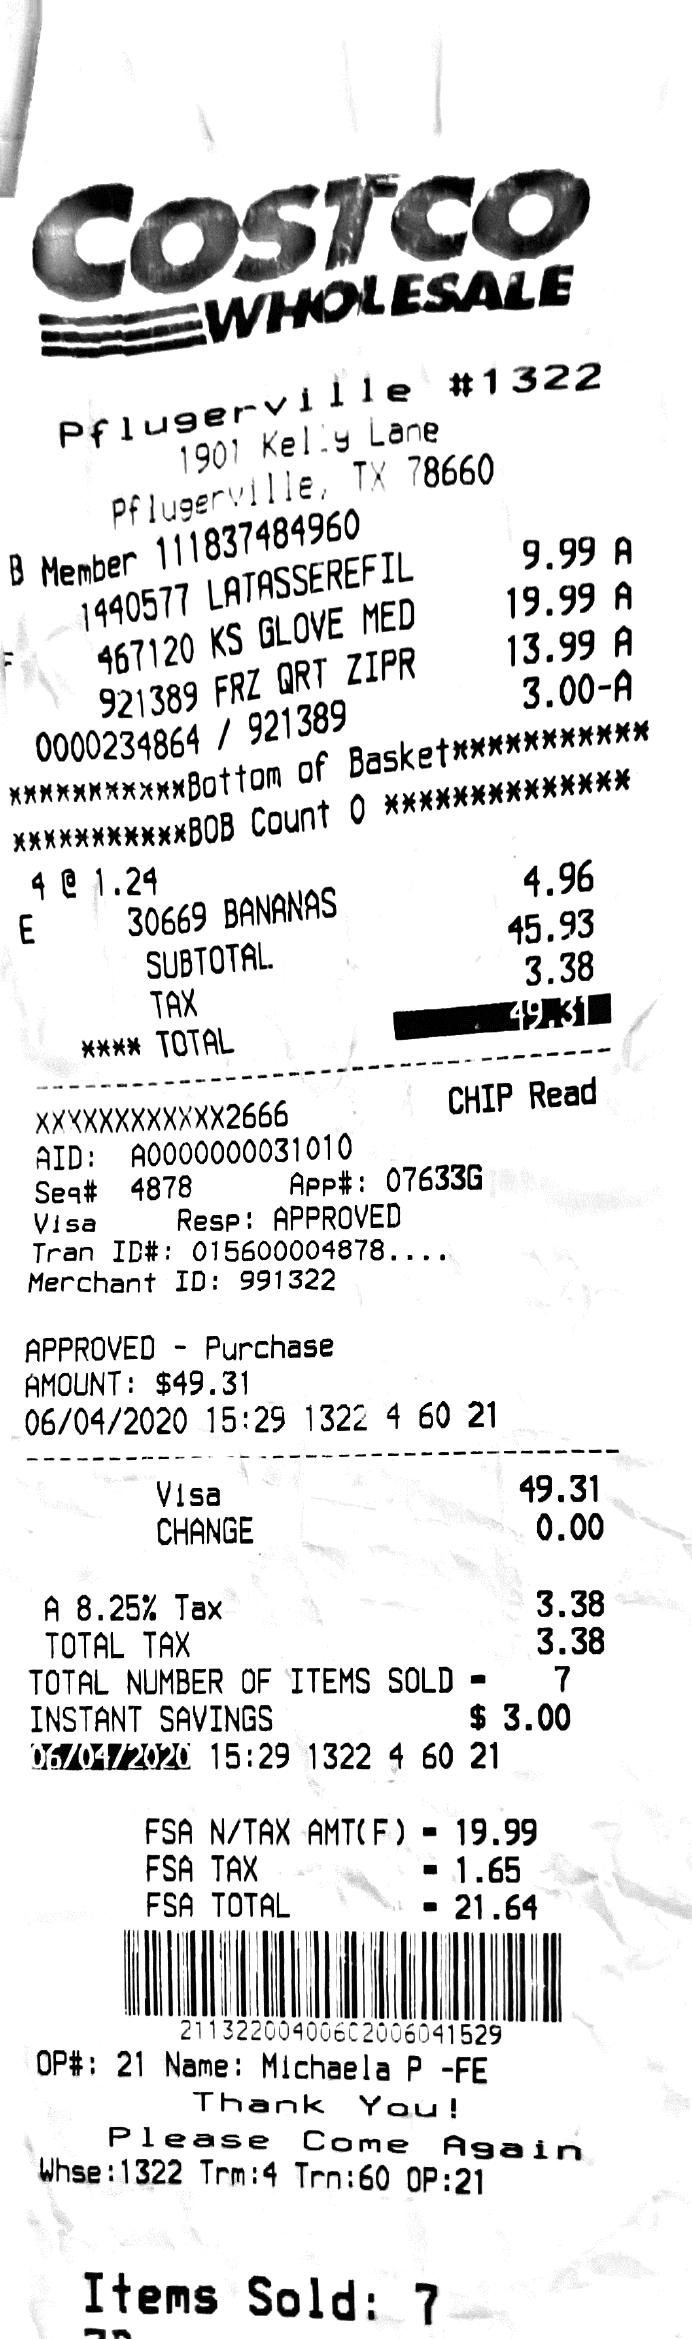 COSTCO
WHOLESALE
Pflugerville #1322
1901 Kelly Lane
Pflugerville, TX 78660
B Member 111837484960
1440577 LATASSEREFIL 9.99 A
F 467120 KS GLOVE MED 19.99 A
921389 FRZ QRT ZIPR 13.99 A
0000234864 / 921389 3.00-A
***********Bottom of Basket***********
***********BOB Count 0 **************
4 @ 1.24
E 30669 BANANAS 4.96
SUBTOTAL 45.93
TAX 3.38
**** TOTAL 49.31
XXXXXXXXXXXX2666 CHIP Read
AID: A0000000031010
Seq# 4878 App#: 07633G
Visa Resp: APPROVED
Tran ID#: 015600004878....
Merchant ID: 991322
APPROVED - Purchase
AMOUNT: $49.31
06/04/2020 15:29 1322 4 60 21
Visa 49.31
CHANGE 0.00
A 8.25% Tax 3.38
TOTAL TAX 3.38
TOTAL NUMBER OF ITEMS SOLD = 7
INSTANT SAVINGS $ 3.00
06/04/2020 15:29 1322 4 60 21
FSA N/TAX AMT(F) = 19.99
FSA TAX = 1.65
FSA TOTAL = 21.64
21132200400602006041529
OP#: 21 Name: Michaela P -FE
Thank You!
Please Come Again
Whse:1322 Trm:4 Trn:60 OP:21
Items Sold: 7